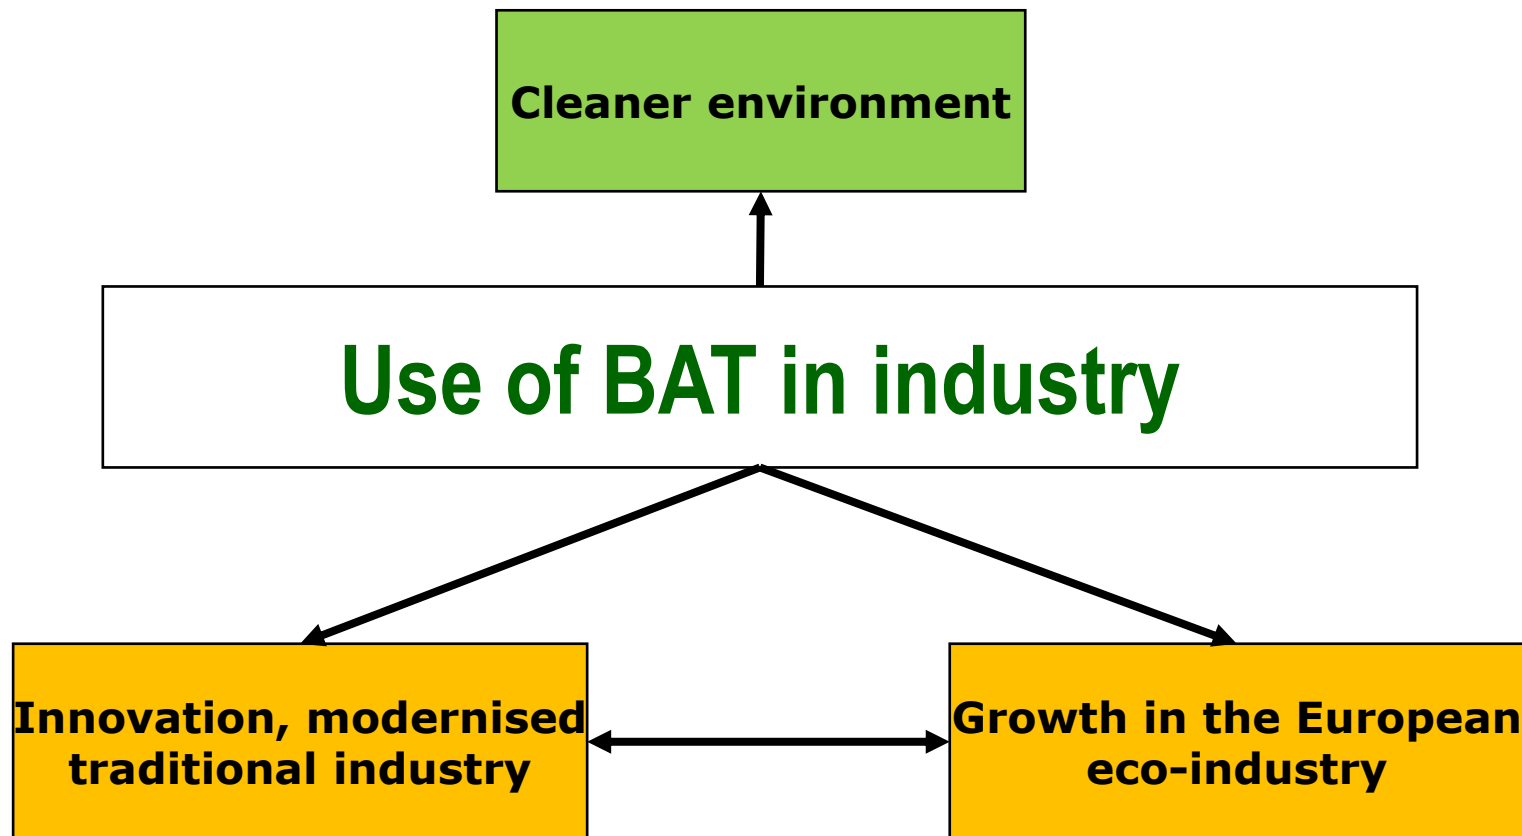 Cleaner environment
Use of BAT in industry
Innovation, modernised
traditional industry
Growth in the European
eco-industry